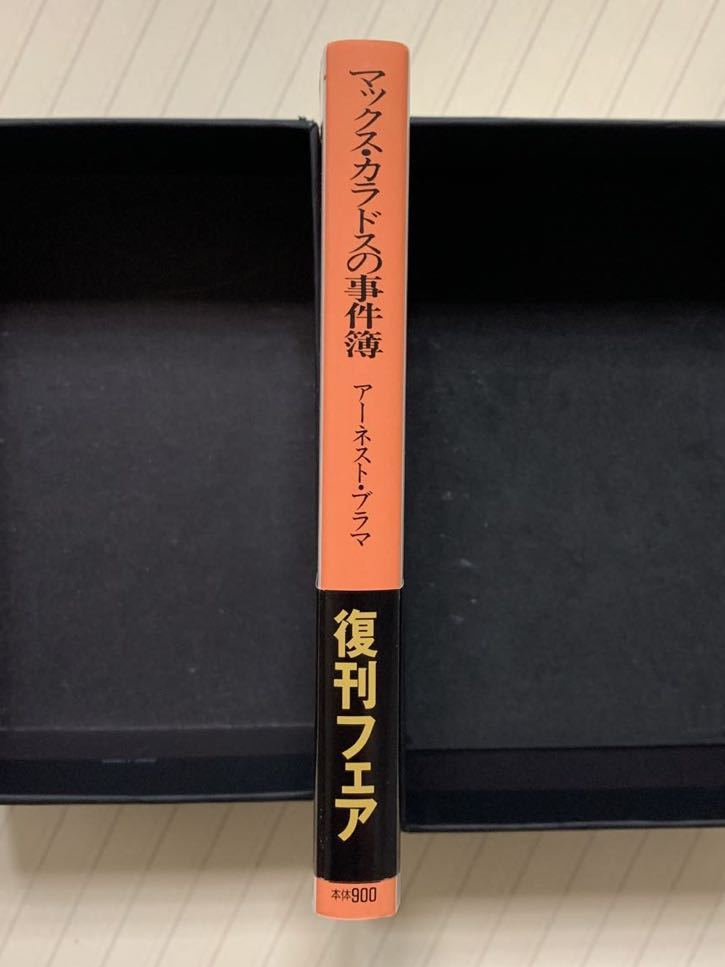 マックス・カラドスの事件簿
アーネスト・ブラマ
復刊フェア
本体900